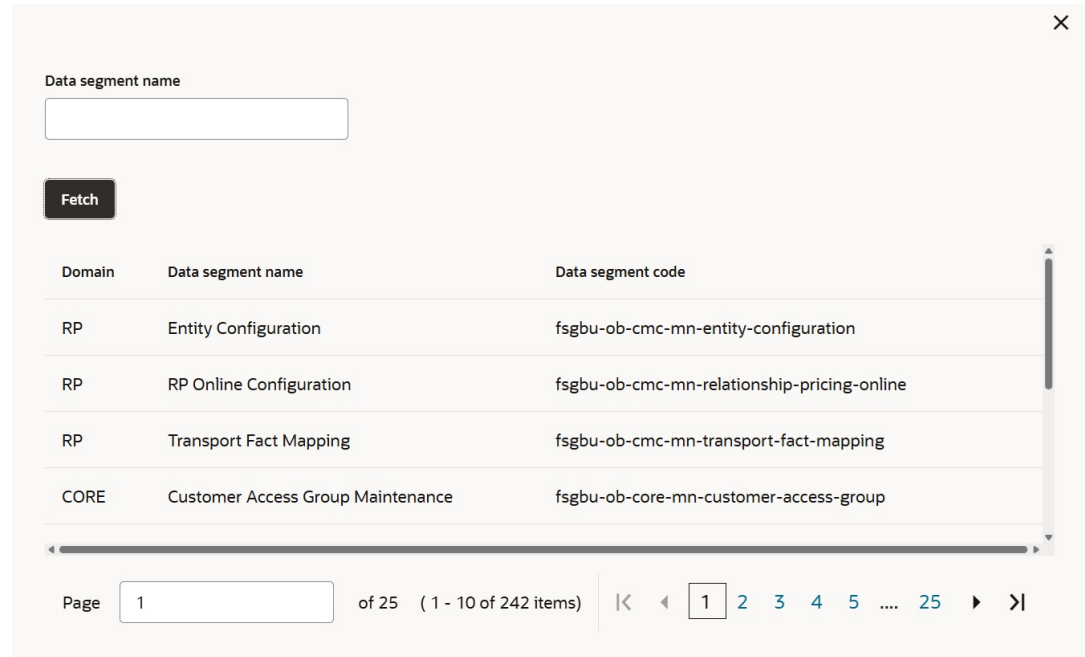 Data segment name
Fetch
Domain Data segment name Data segment code
RP Entity Configuration fsgbu-ob-cmc-mn-entity-configuration
RP RP Online Configuration fsgbu-ob-cmc-mn-relationship-pricing-online
RP Transport Fact Mapping fsgbu-ob-cmc-mn-transport-fact-mapping
CORE Customer Access Group Maintenance fsgbu-ob-core-mn-customer-access-group
Page 1 of 25 ( 1 - 10 of 242 items) 1 2 3 4 5 .... 25